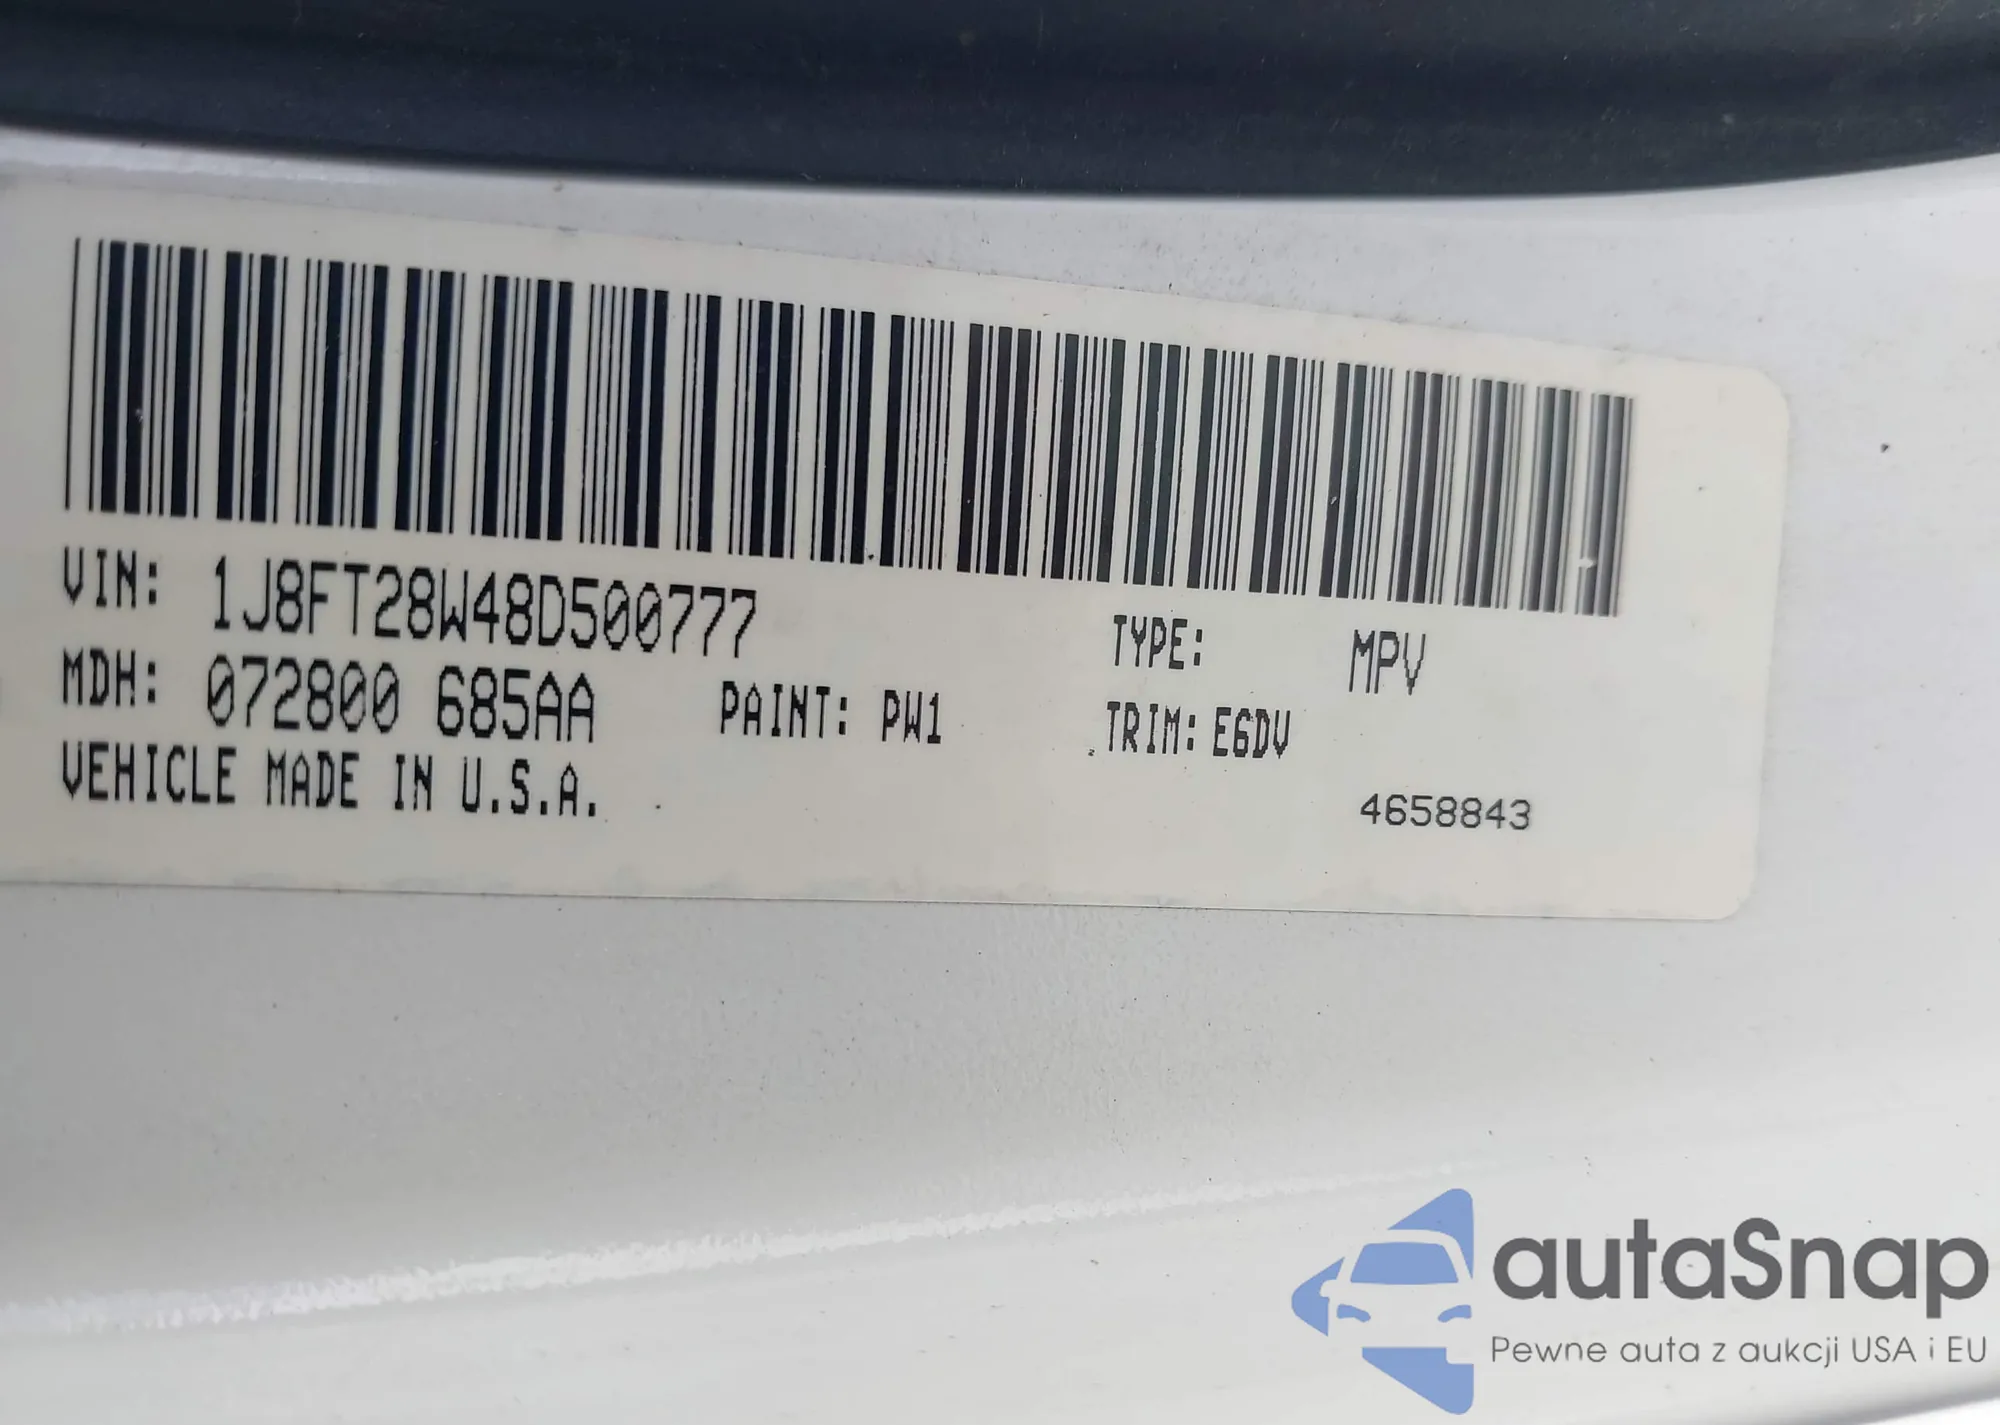 VIN: 1J8FT28W48D500777
TYPE: MPV
MDH: 072800 685AA PAINT: PW1 TRIM: E6DV
VEHICLE MADE IN U.S.A.
4658843
autaSnap
Pewne auta z aukcji USA i EU